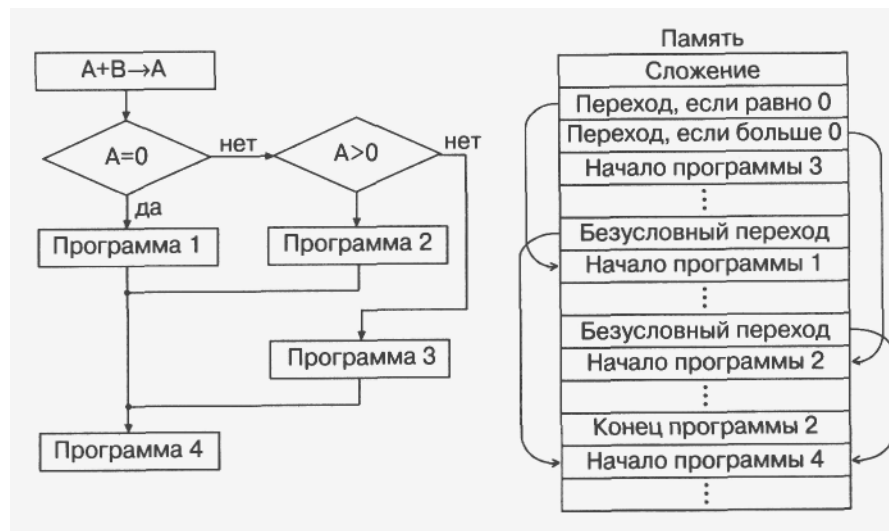 A+B→A
A=0
нет
A>0
нет
да
Программа 1
Программа 2
Программа 3
Программа 4
Память
Сложение
Переход, если равно 0
Переход, если больше 0
Начало программы 3
⋮
Безусловный переход
Начало программы 1
⋮
Безусловный переход
Начало программы 2
⋮
Конец программы 2
Начало программы 4
⋮